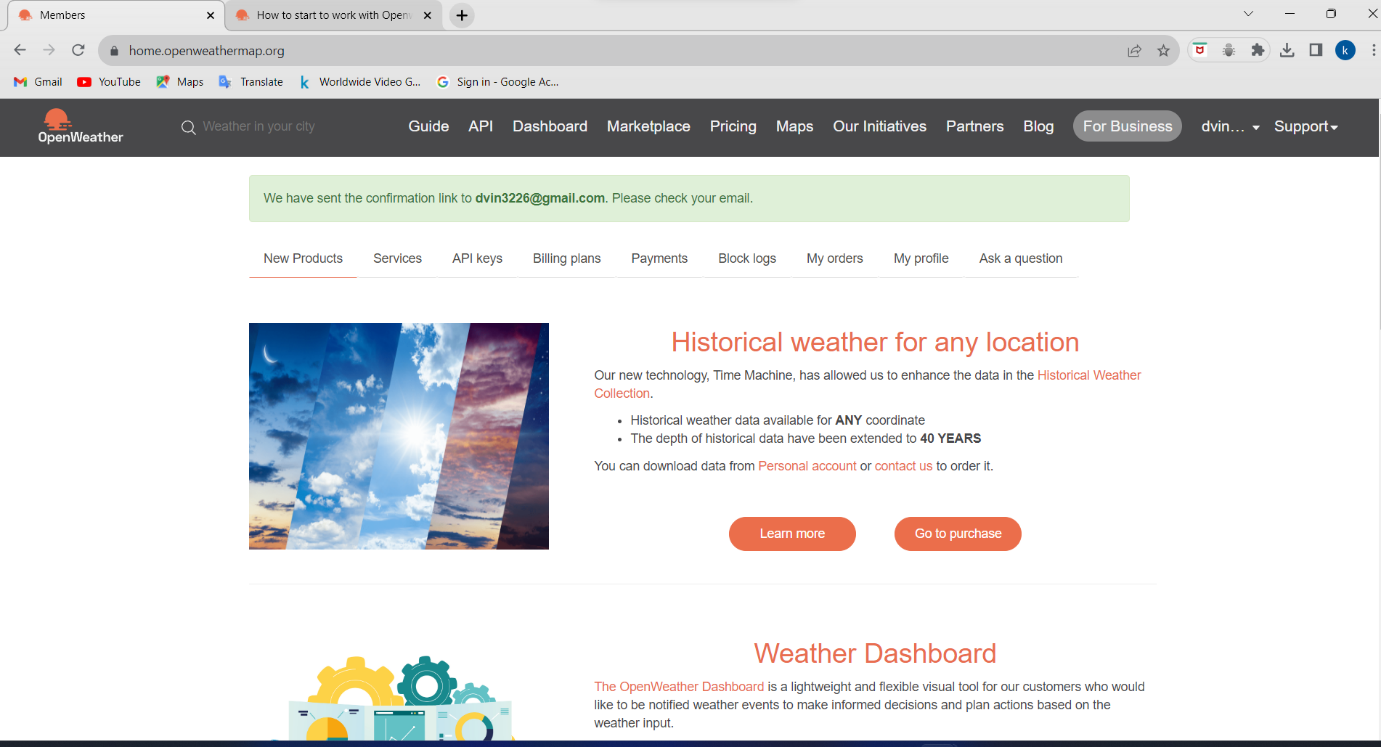 Members
How to start to work with Openw
home.openweathermap.org
k
Gmail YouTube Maps Translate k Worldwide Video G... G Sign in - Google Ac...
OpenWeather
Weather in your city
Guide API Dashboard Marketplace Pricing Maps Our Initiatives Partners Blog For Business dvin... Support
We have sent the confirmation link to dvin3226@gmail.com. Please check your email.
New Products Services API keys Billing plans Payments Block logs My orders My profile Ask a question
Historical weather for any location
Our new technology, Time Machine, has allowed us to enhance the data in the Historical Weather
Collection.
• Historical weather data available for ANY coordinate
• The depth of historical data have been extended to 40 YEARS
You can download data from Personal account or contact us to order it.
Learn more Go to purchase
Weather Dashboard
The OpenWeather Dashboard is a lightweight and flexible visual tool for our customers who would
like to be notified weather events to make informed decisions and plan actions based on the
weather input.